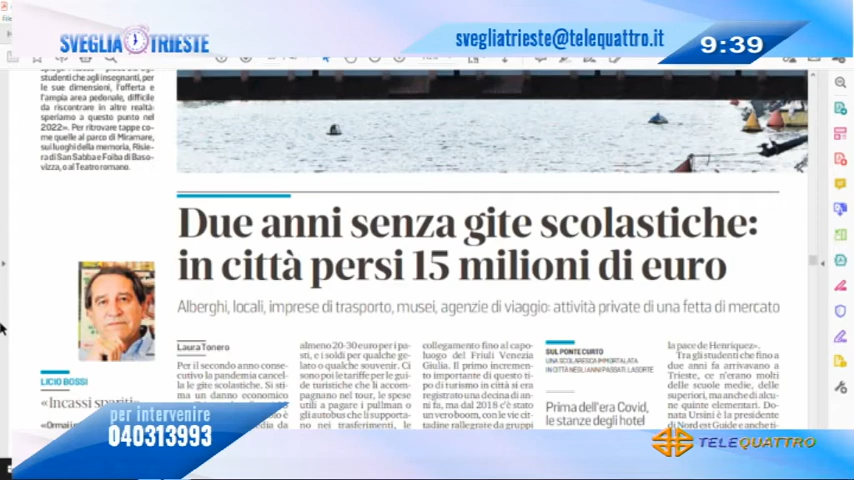 SVEGLIA TRIESTE
svegliatrieste@telequattro.it
9:39
studenti che agli insegnanti, per
le sue dimensioni, l'offerta e
l'ampia area pedonale, difficile
da riscontrare in altre realtà:
speriamo a questo punto nel
2022». Per ritrovare tappe co-
me quelle al parco di Miramare,
sui luoghi della memoria, Risie-
ra di San Sabba e Foiba di Baso-
vizza, o al Teatro romano.
Due anni senza gite scolastiche:
in città persi 15 milioni di euro
Alberghi, locali, imprese di trasporto, musei, agenzie di viaggio: attività private di una fetta di mercato
LICIO BOSSI
«Incassi spariti»
«Ormai
Laura Tonero
Per il secondo anno conse-
cutivo la pandemia cancel-
la le gite scolastiche. Si sti-
ma un danno economico
almeno 20-30 euro per i pa-
sti, e i soldi per qualche ge-
lato o qualche souvenir. Ci
sono poi le tariffe per le gui-
de turistiche che li accom-
pagnano nel tour, le spese
utili a pagare i pullman o
gli autobus che li supporta-
no nei trasferimenti, le
collegamento fino al capo-
luogo del Friuli Venezia
Giulia. Il primo incremen-
to importante di questo ti-
po di turismo in città si era
registrato una decina di an-
ni fa, ma dal 2018 c'è stato
un vero boom, con le vie cit-
tadine rallegrate da gruppi
SUL PONTE CURTO
UNA SCOLARESCA IMMORTALATA
IN CITTÀ NEGLI ANNI PASSATI. LASORTE
Prima dell'era Covid,
le stanze degli hotel
la pace de Henriquez».
Tra gli studenti che fino a
due anni fa arrivavano a
Trieste, ce n'erano molti
delle scuole medie, delle
superiori, ma anche di alcu-
ne quinte elementari. Do-
nata Ursini è la presidente
di Nord est Guide e anche ti-
per intervenire
040313993
TELEQUATTRO